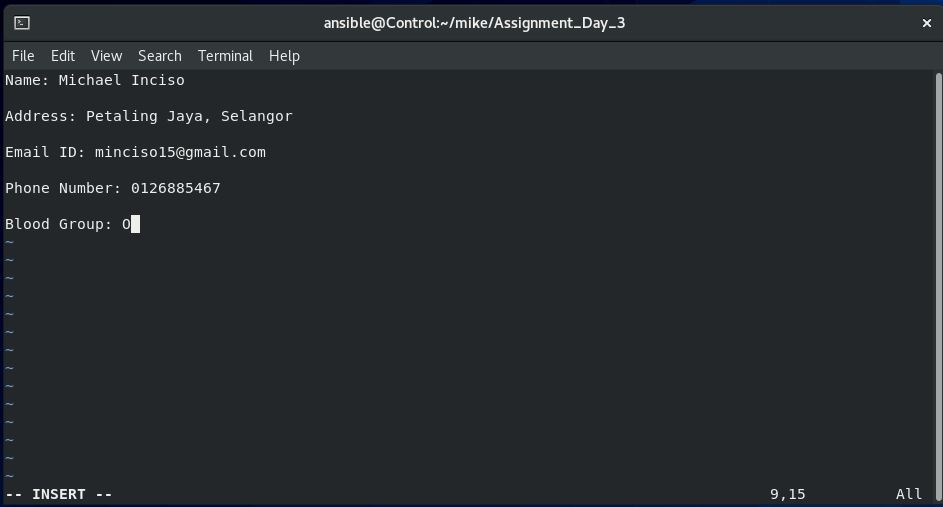 ansible@Control:~/mike/Assignment_Day_3
File Edit View Search Terminal Help
Name: Michael Inciso
Address: Petaling Jaya, Selangor
Email ID: minciso15@gmail.com
Phone Number: 0126885467
Blood Group: O
~
~
~
~
~
~
~
~
~
~
~
~
~
~
-- INSERT -- 9,15 All